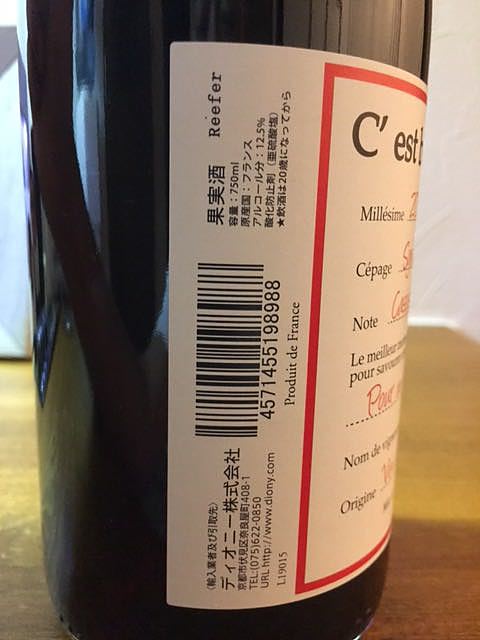 果実酒 Reefer
容量：750ml
原産国：フランス
アルコール分：12.5%
酸化防止剤（亜硫酸塩）
★飲酒は20歳になってから
4571455198988
Produit de France
（輸入業者及び引取先）
ディオニー株式会社
京都市伏見区奈良屋町408-1
TEL:(075)622-0850
URL http://www.diony.com
L19015
C' est
Millésime
Cépage
Note
Le meilleur
pour savour
Pour
Nom de vign
Origine